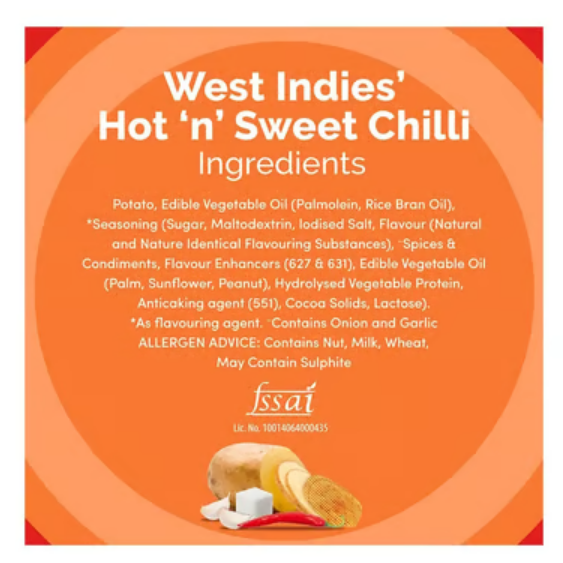 West Indies’
Hot ‘n’ Sweet Chilli
Ingredients
Potato, Edible Vegetable Oil (Palmolein, Rice Bran Oil),
*Seasoning (Sugar, Maltodextrin, Iodised Salt, Flavour (Natural
and Nature Identical Flavouring Substances), ~Spices &
Condiments, Flavour Enhancers (627 & 631), Edible Vegetable Oil
(Palm, Sunflower, Peanut), Hydrolysed Vegetable Protein,
Anticaking agent (551), Cocoa Solids, Lactose).
*As flavouring agent. ~Contains Onion and Garlic
ALLERGEN ADVICE: Contains Nut, Milk, Wheat,
May Contain Sulphite
fssai
Lic. No. 10014064000435